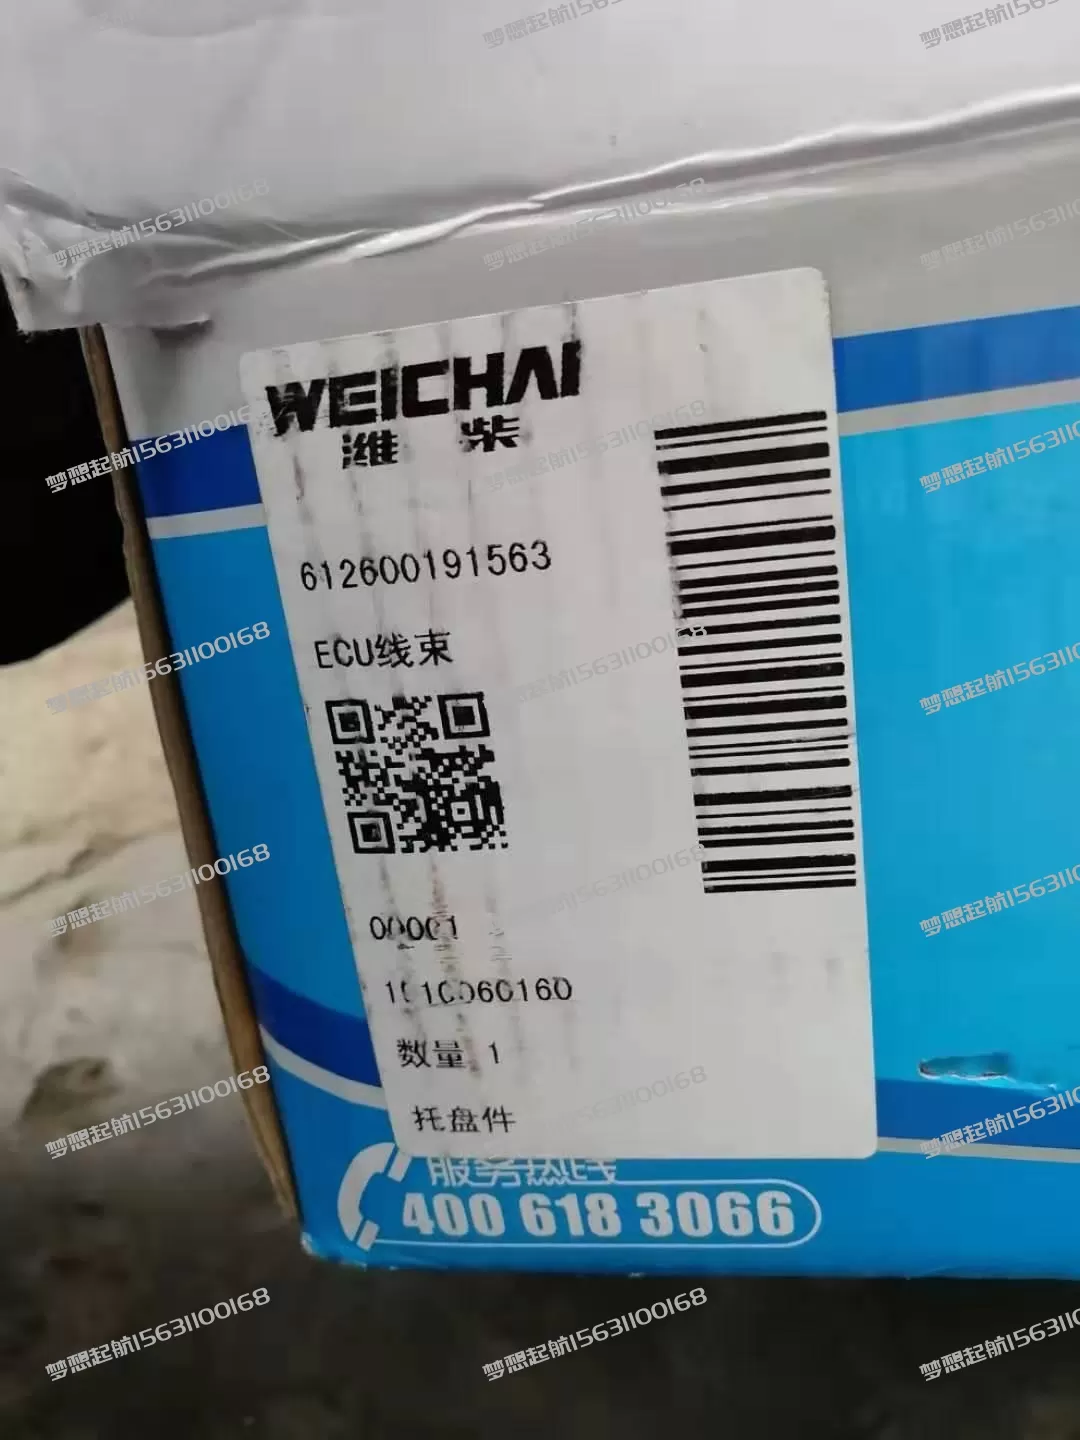 WEICHAI
潍 柴
612600191563
ECU线束
00001
数量 1
托盘件
服务热线
400 618 3066
梦想起航15631100168